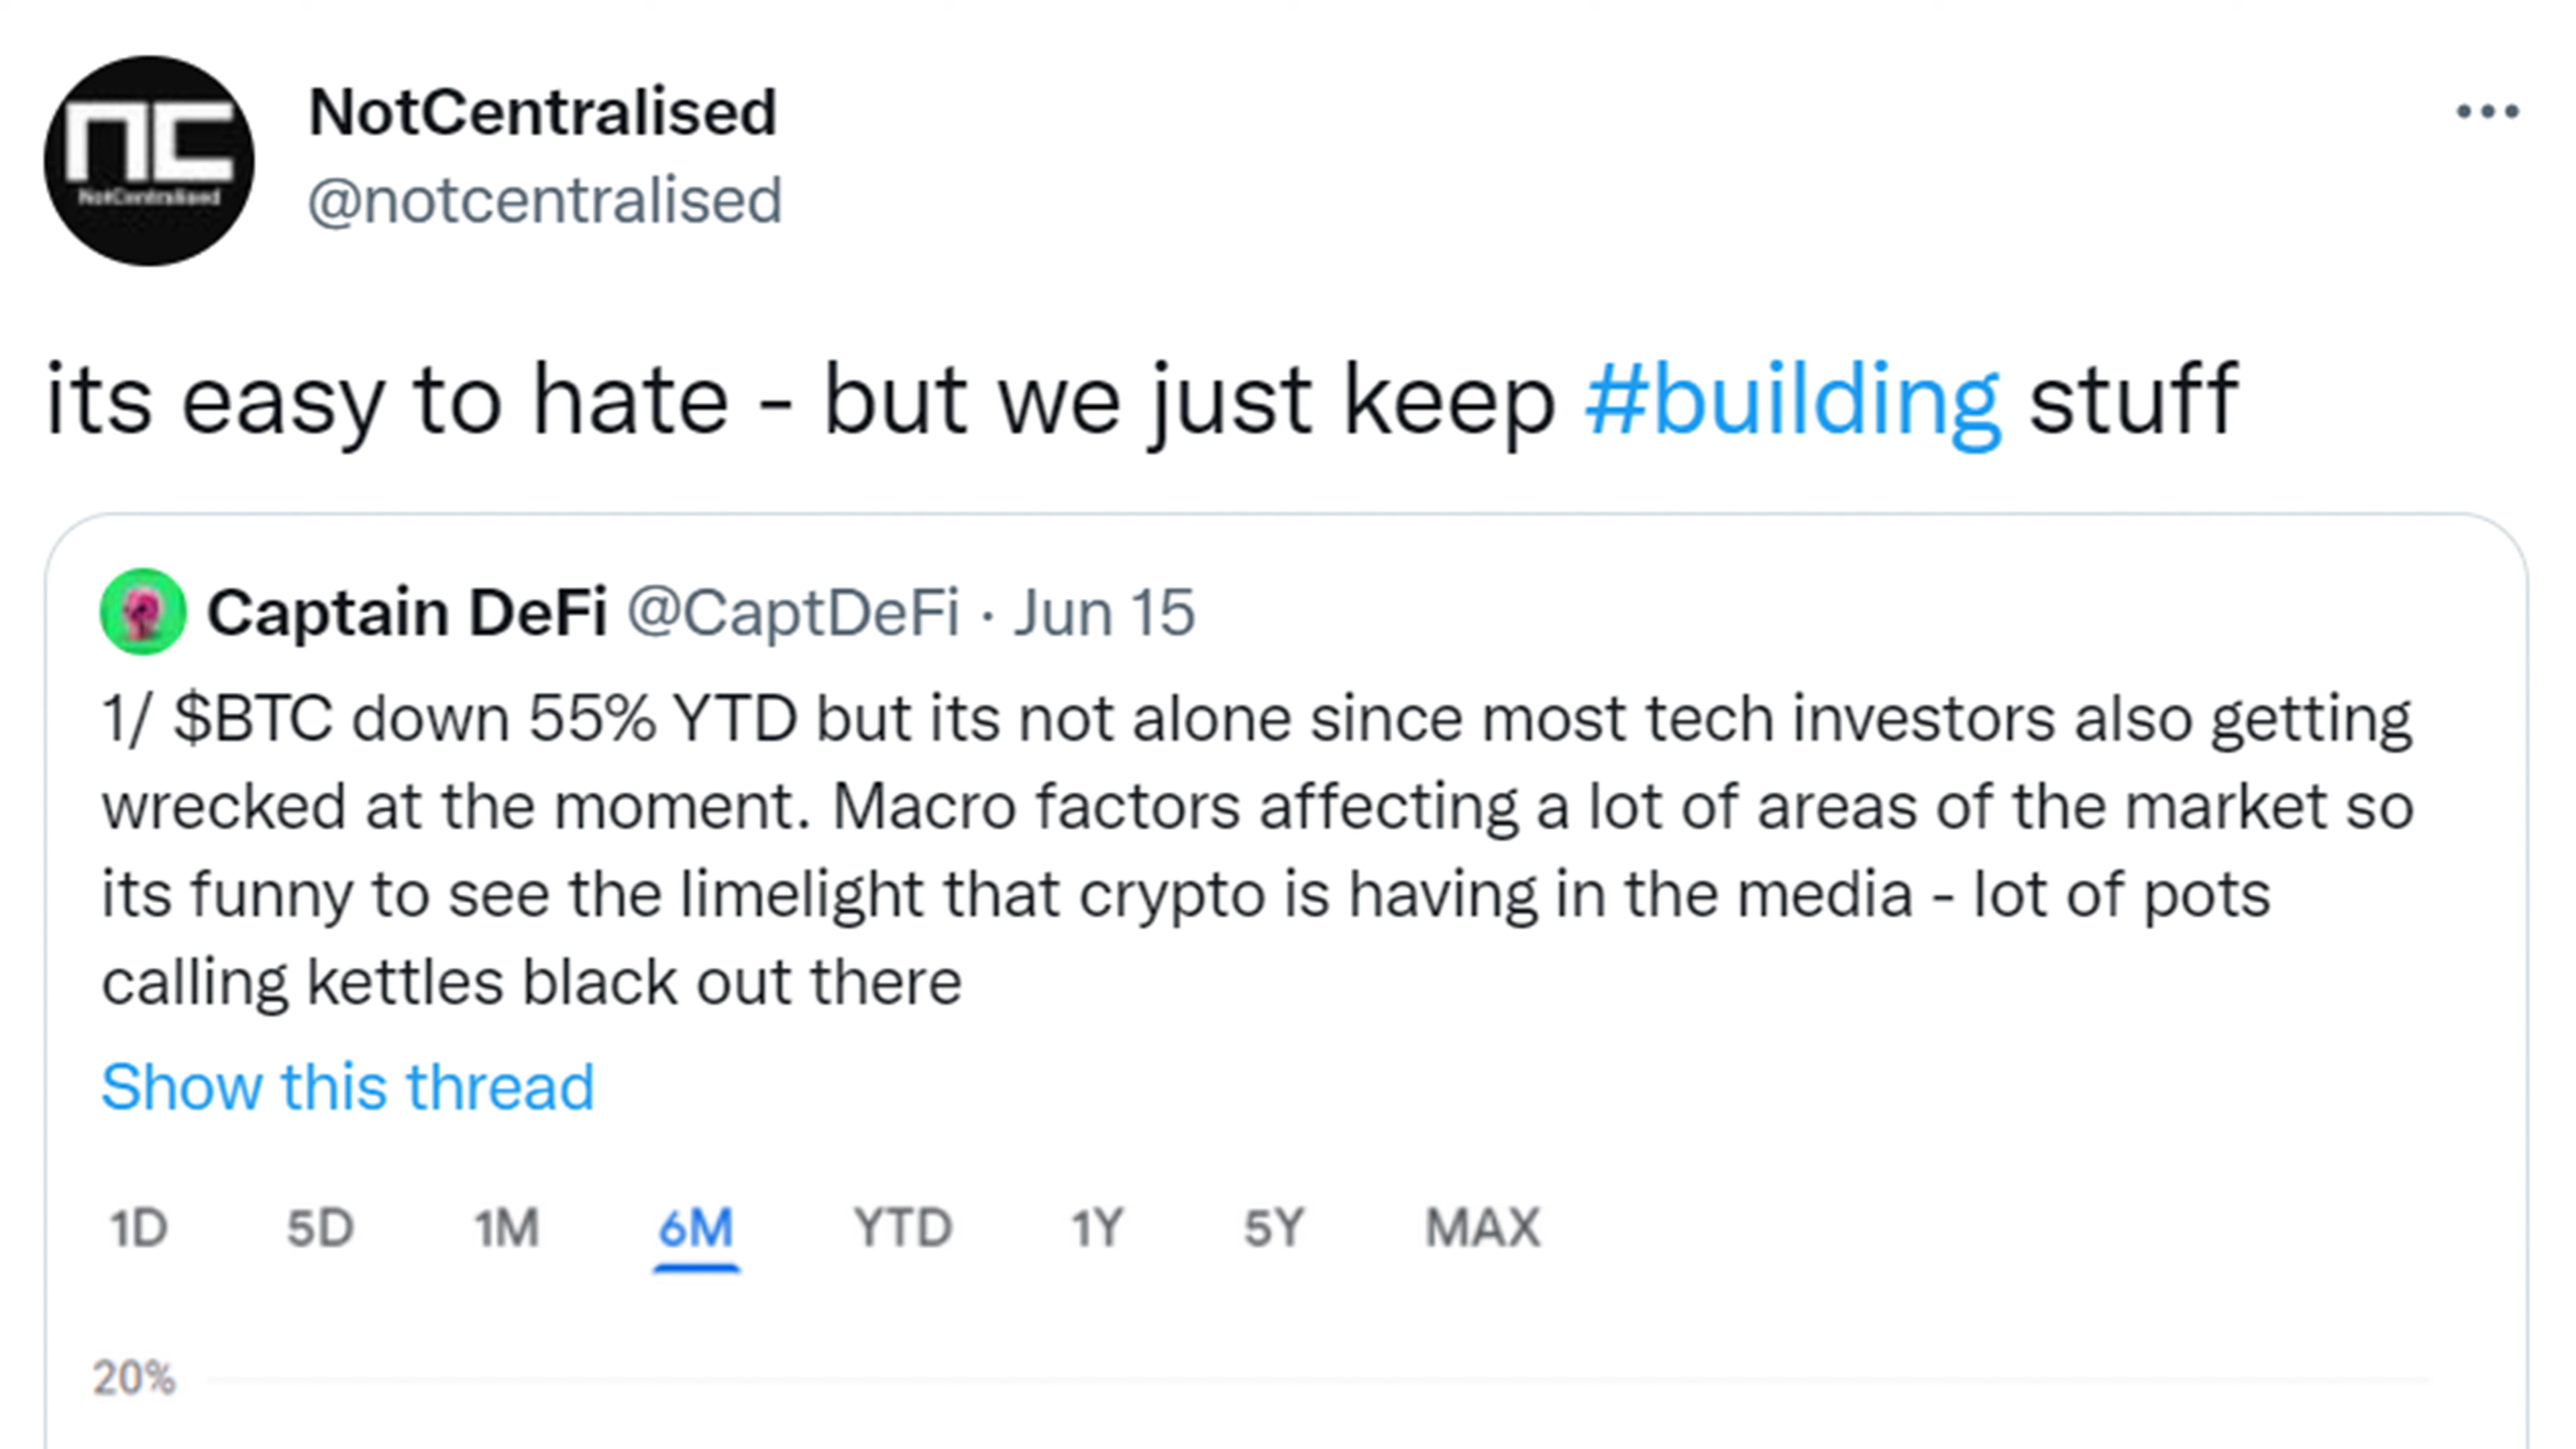 nc
NotCentralised
NotCentralised
@notcentralised
its easy to hate - but we just keep #building stuff
Captain DeFi @CaptDeFi · Jun 15
1/ $BTC down 55% YTD but its not alone since most tech investors also getting
wrecked at the moment. Macro factors affecting a lot of areas of the market so
its funny to see the limelight that crypto is having in the media - lot of pots
calling kettles black out there
Show this thread
1D 5D 1M 6M YTD 1Y 5Y MAX
20%